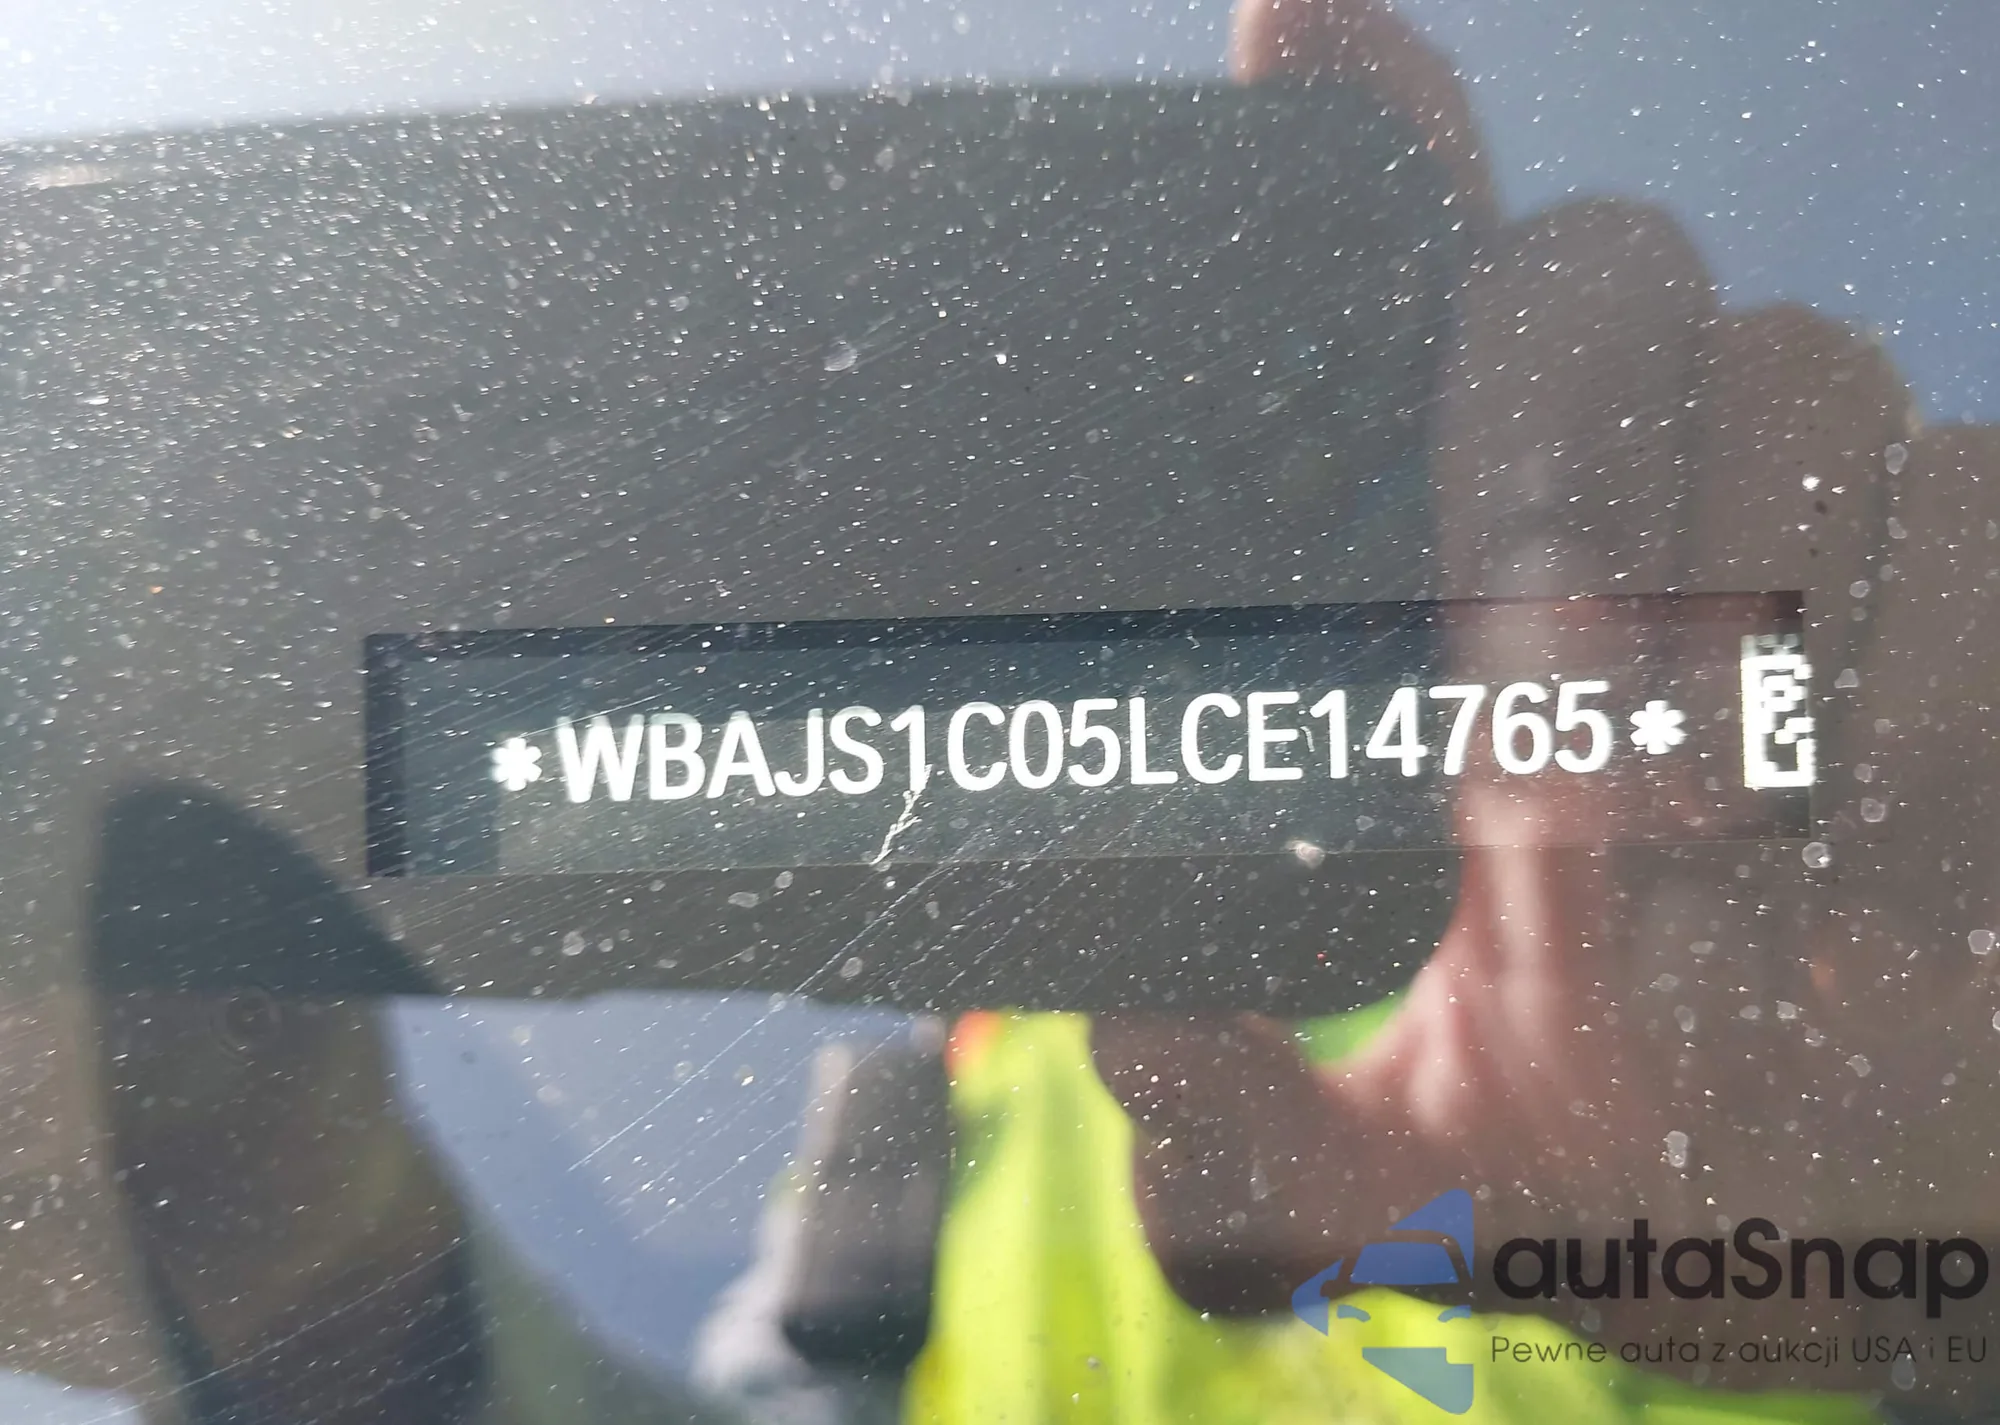 *WBAJS1C05LCE14765*
autaSnap
Pewne auta z aukcji USA i EU